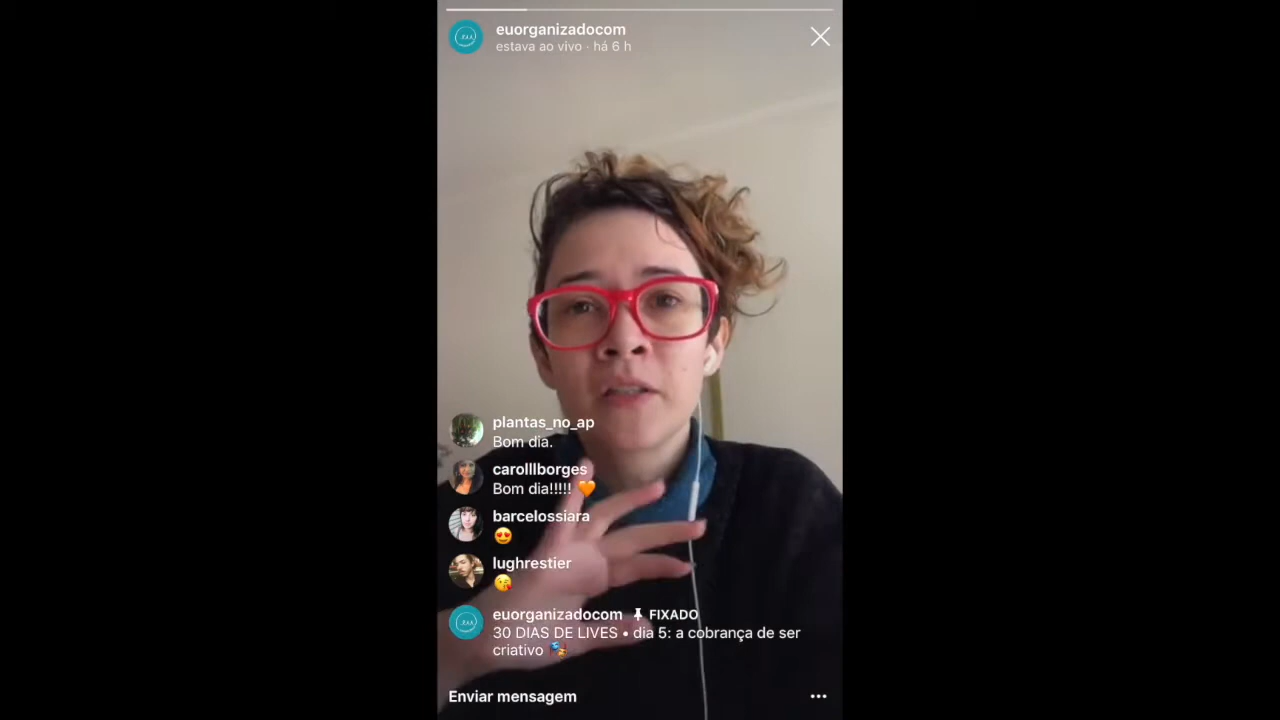 euorganizadocom
estava ao vivo · há 6 h
plantas_no_ap
Bom dia.
carolllborges
Bom dia!!!!! 🧡
barcelossiara
😍
lughrestier
😘
euorganizadocom FIXADO
30 DIAS DE LIVES • dia 5: a cobrança de ser
criativo 🎭
Enviar mensagem